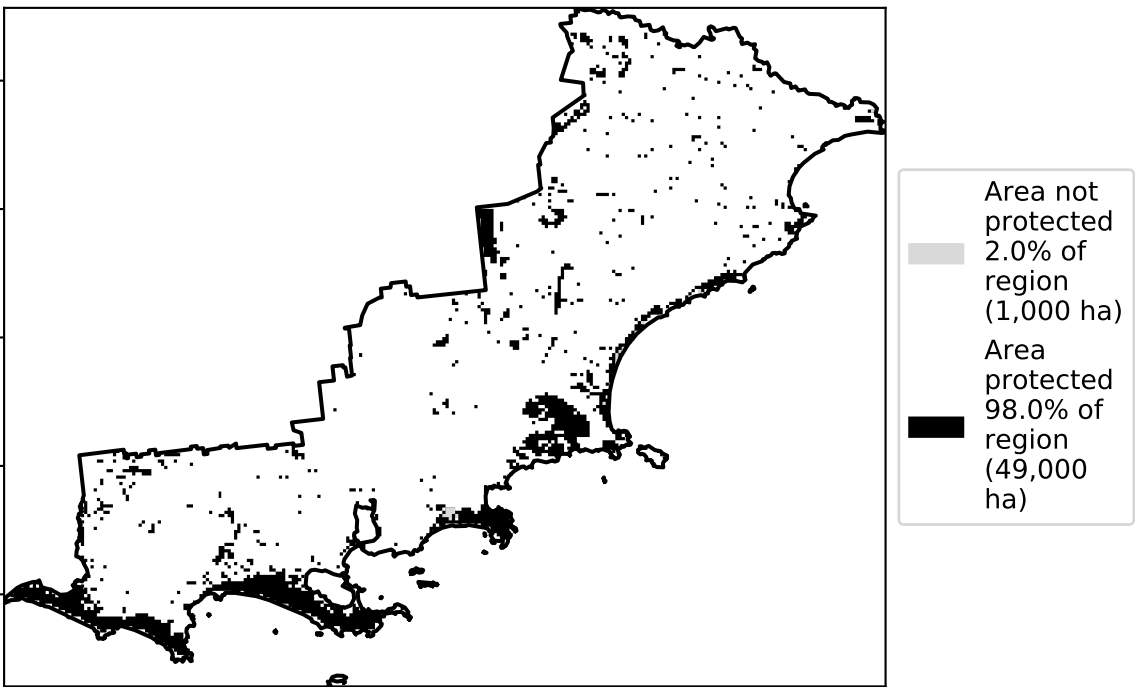 Area not
protected
2.0% of
region
(1,000 ha)
Area
protected
98.0% of
region
(49,000
ha)